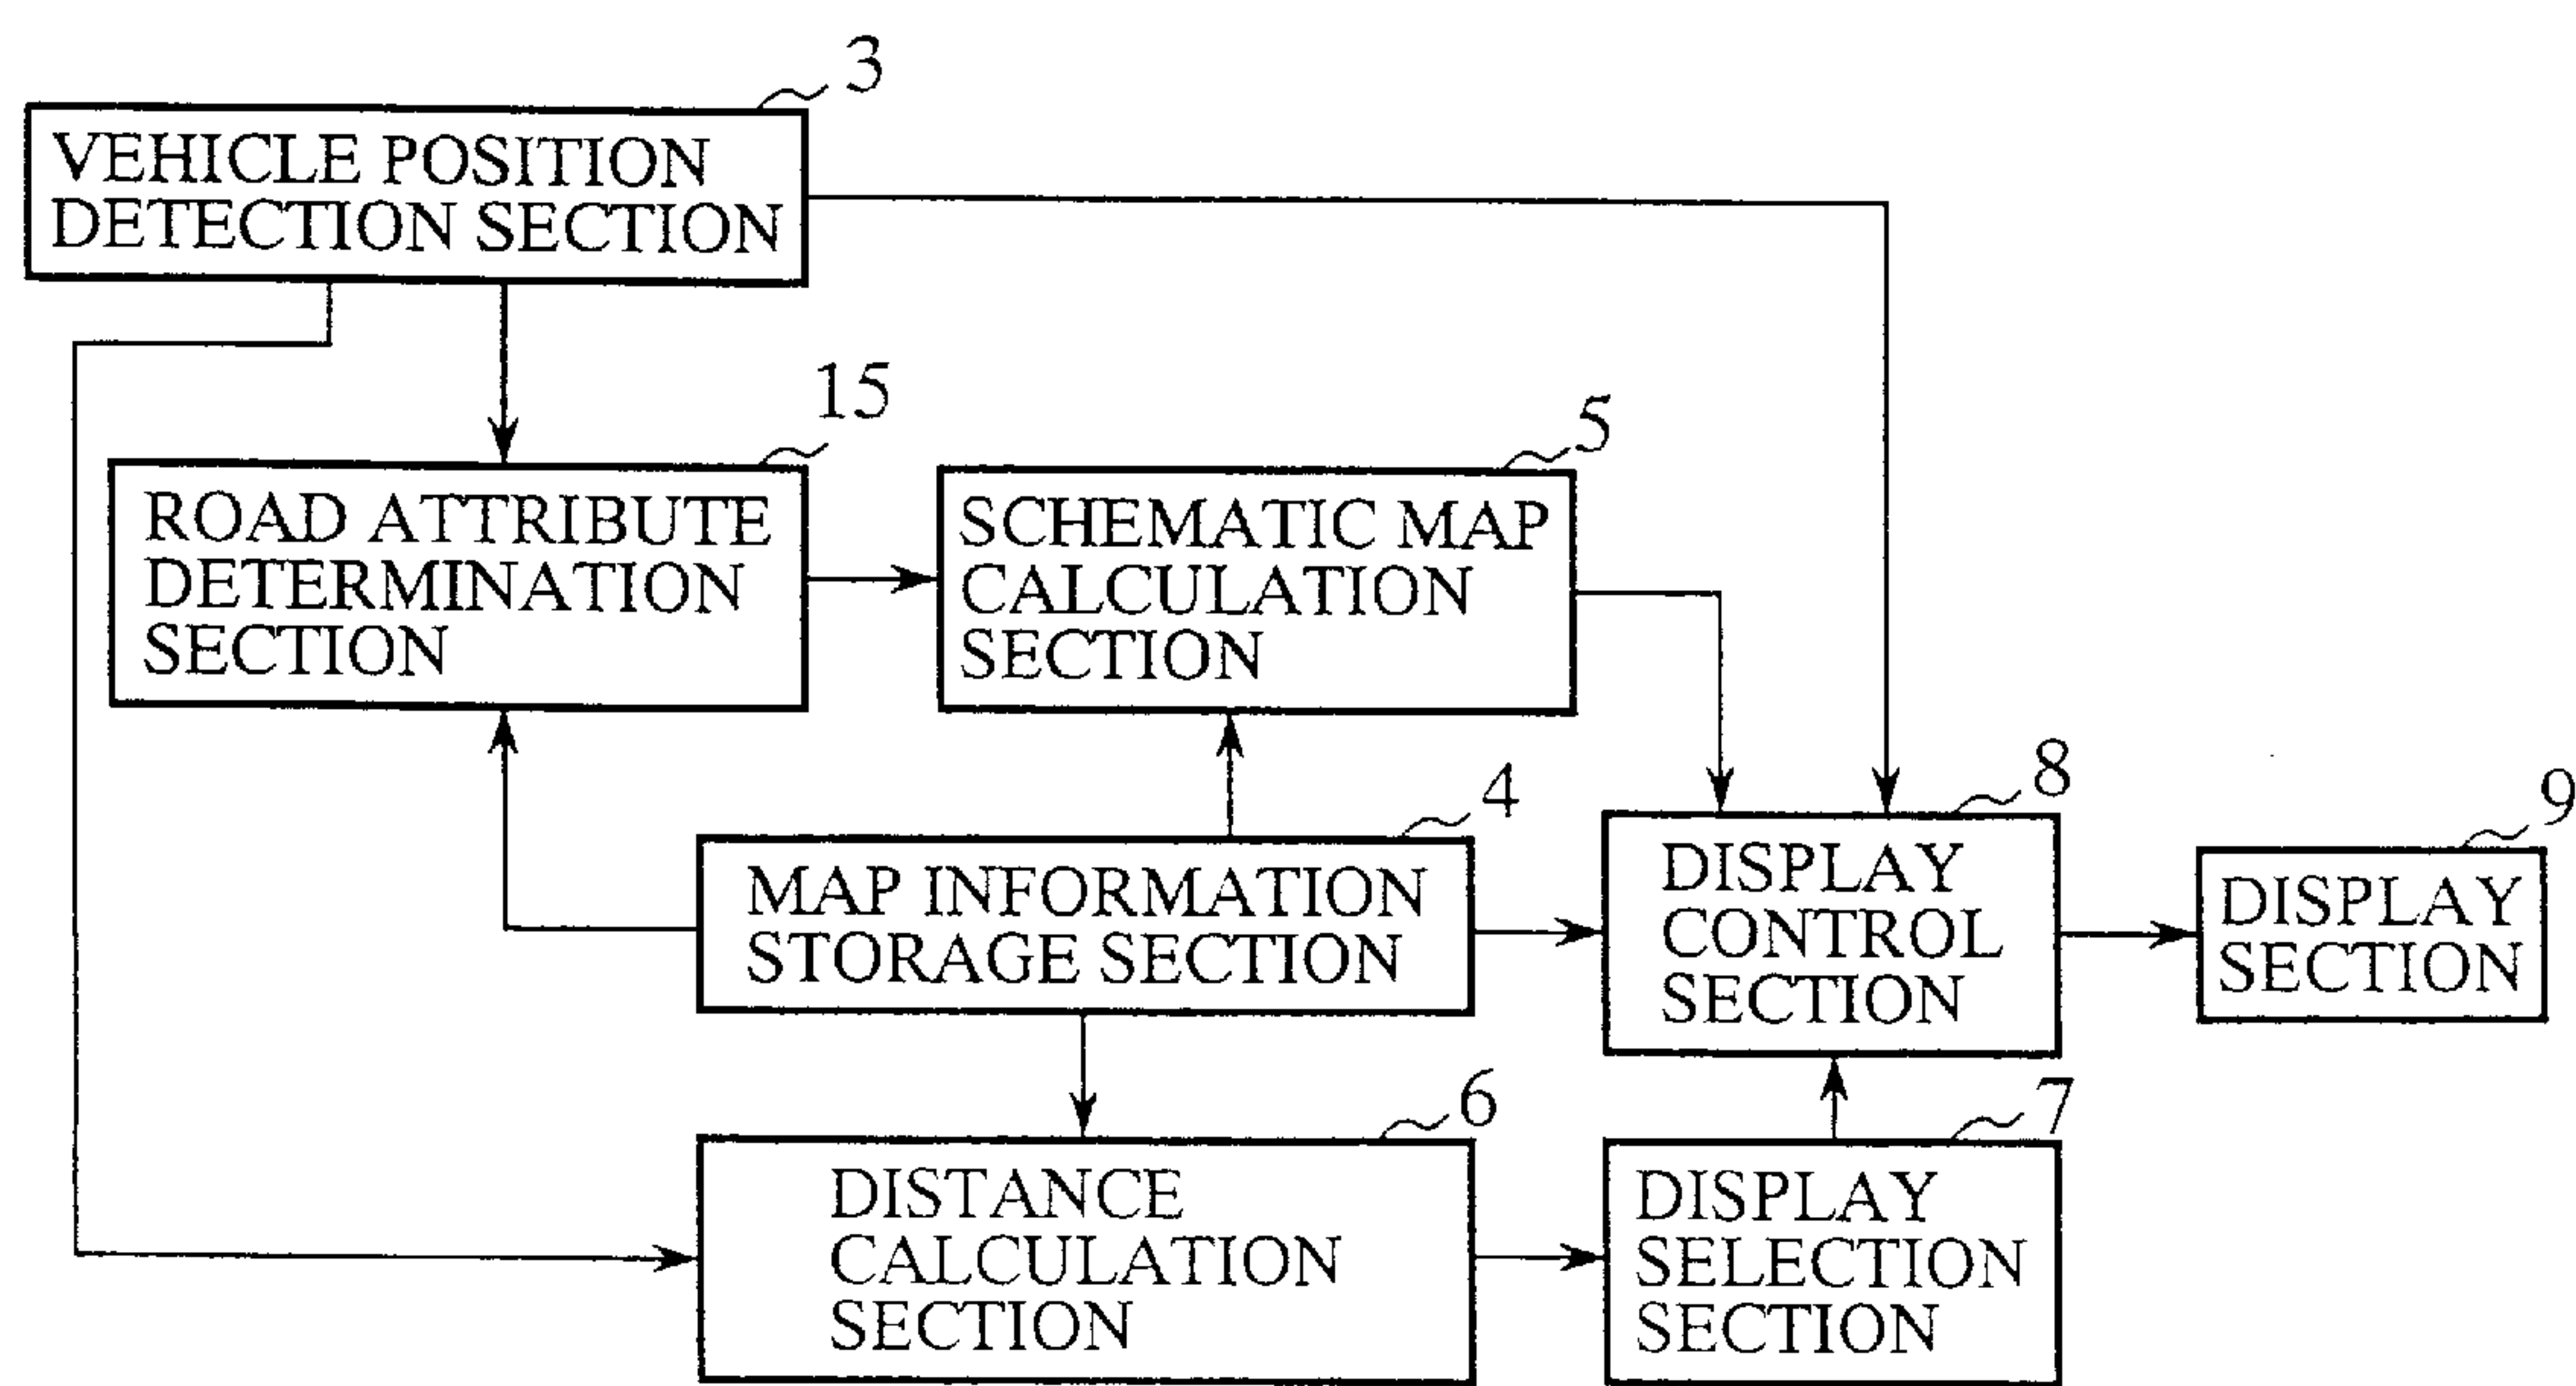 3
VEHICLE POSITION
DETECTION SECTION
15
ROAD ATTRIBUTE
DETERMINATION
SECTION
5
SCHEMATIC MAP
CALCULATION
SECTION
4
MAP INFORMATION
STORAGE SECTION
8
DISPLAY
CONTROL
SECTION
9
DISPLAY
SECTION
6
DISTANCE
CALCULATION
SECTION
7
DISPLAY
SELECTION
SECTION